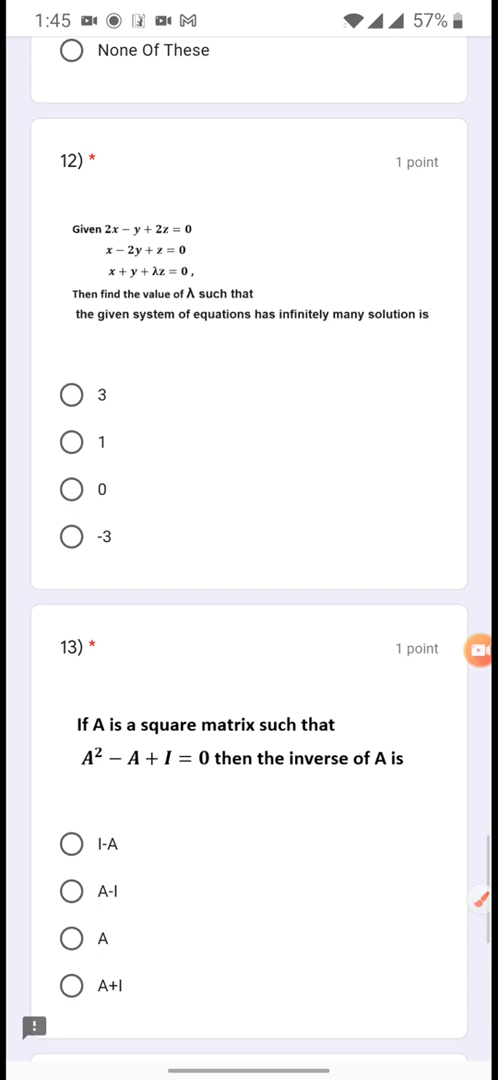 1:45 57%
None Of These
12) * 1 point
Given 2x − y + 2z = 0
x − 2y + z = 0
x + y + λz = 0 ,
Then find the value of λ such that
the given system of equations has infinitely many solution is
3
1
0
-3
13) * 1 point
If A is a square matrix such that
A² − A + I = 0 then the inverse of A is
I-A
A-I
A
A+I